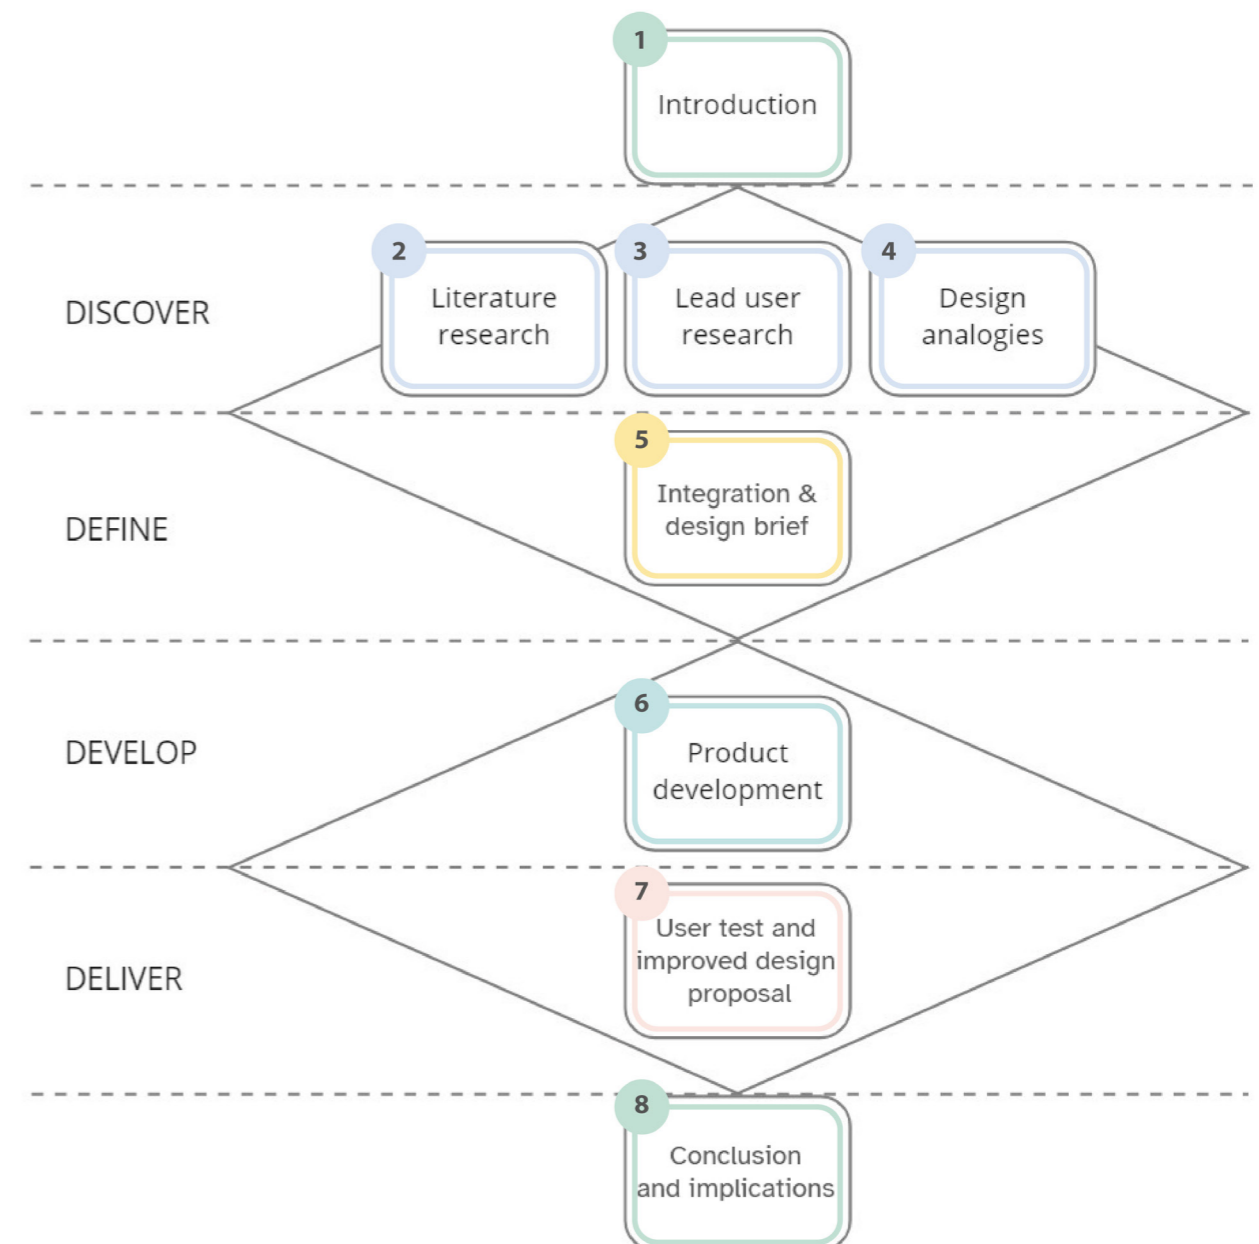 1
Introduction
DISCOVER
2
Literature
research
3
Lead user
research
4
Design
analogies
DEFINE
5
Integration &
design brief
DEVELOP
6
Product
development
DELIVER
7
User test and
improved design
proposal
8
Conclusion
and implications